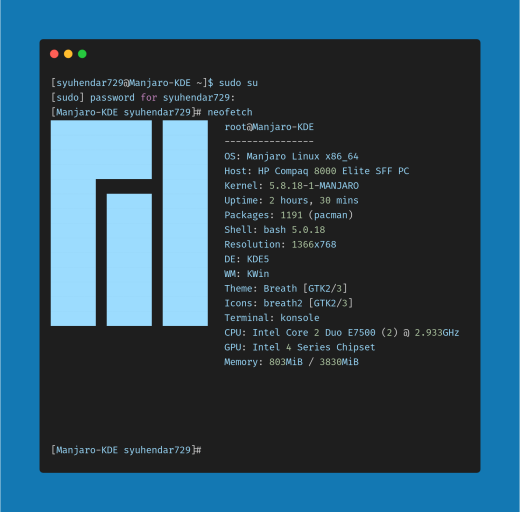 [syuhendar729@Manjaro-KDE ~]$ sudo su
[sudo] password for syuhendar729:
[Manjaro-KDE syuhendar729]# neofetch
root@Manjaro-KDE
----------------
OS: Manjaro Linux x86_64
Host: HP Compaq 8000 Elite SFF PC
Kernel: 5.8.18-1-MANJARO
Uptime: 2 hours, 30 mins
Packages: 1191 (pacman)
Shell: bash 5.0.18
Resolution: 1366x768
DE: KDE5
WM: KWin
Theme: Breath [GTK2/3]
Icons: breath2 [GTK2/3]
Terminal: konsole
CPU: Intel Core 2 Duo E7500 (2) @ 2.933GHz
GPU: Intel 4 Series Chipset
Memory: 803MiB / 3830MiB
[Manjaro-KDE syuhendar729]#